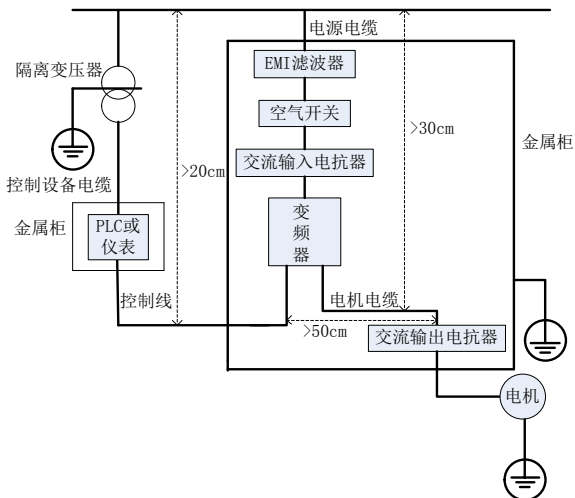 电源电缆
EMI滤波器
隔离变压器
空气开关
>30cm
金属柜
交流输入电抗器
>20cm
控制设备电缆
变
频
器
金属柜
PLC或
仪表
控制线
电机电缆
>50cm
交流输出电抗器
电机